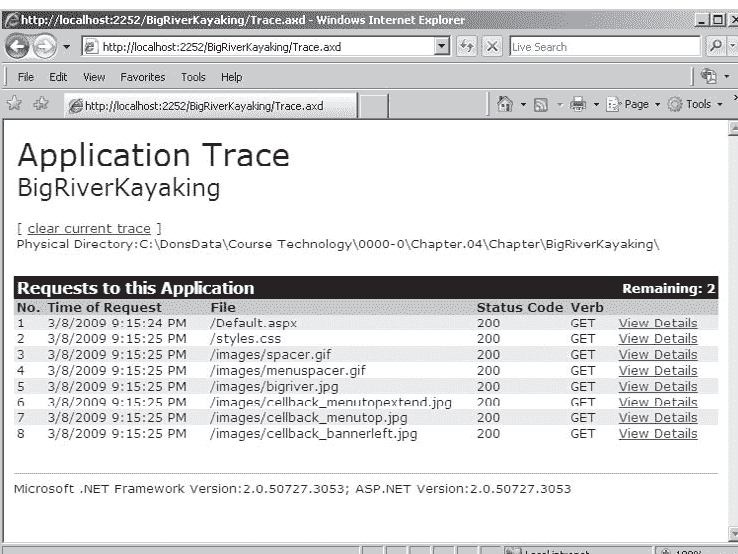 http://localhost:2252/BigRiverKayaking/Trace.axd - Windows Internet Explorer
http://localhost:2252/BigRiverKayaking/Trace.axd
Live Search
File Edit View Favorites Tools Help
http://localhost:2252/BigRiverKayaking/Trace.axd
Page Tools
Application Trace
BigRiverKayaking
[ clear current trace ]
Physical Directory:C:\DonsData\Course Technology\0000-0\Chapter.04\Chapter\BigRiverKayaking\
Requests to this Application Remaining: 2
No. Time of Request File Status Code Verb
1 3/8/2009 9:15:24 PM /Default.aspx 200 GET View Details
2 3/8/2009 9:15:25 PM /styles.css 200 GET View Details
3 3/8/2009 9:15:25 PM /images/spacer.gif 200 GET View Details
4 3/8/2009 9:15:25 PM /images/menuspacer.gif 200 GET View Details
5 3/8/2009 9:15:25 PM /images/bigriver.jpg 200 GET View Details
6 3/8/2009 9:15:25 PM /images/cellback_menutopextend.jpg 200 GET View Details
7 3/8/2009 9:15:25 PM /images/cellback_menutop.jpg 200 GET View Details
8 3/8/2009 9:15:25 PM /images/cellback_bannerleft.jpg 200 GET View Details
Microsoft .NET Framework Version:2.0.50727.3053; ASP.NET Version:2.0.50727.3053
Local intranet 100%